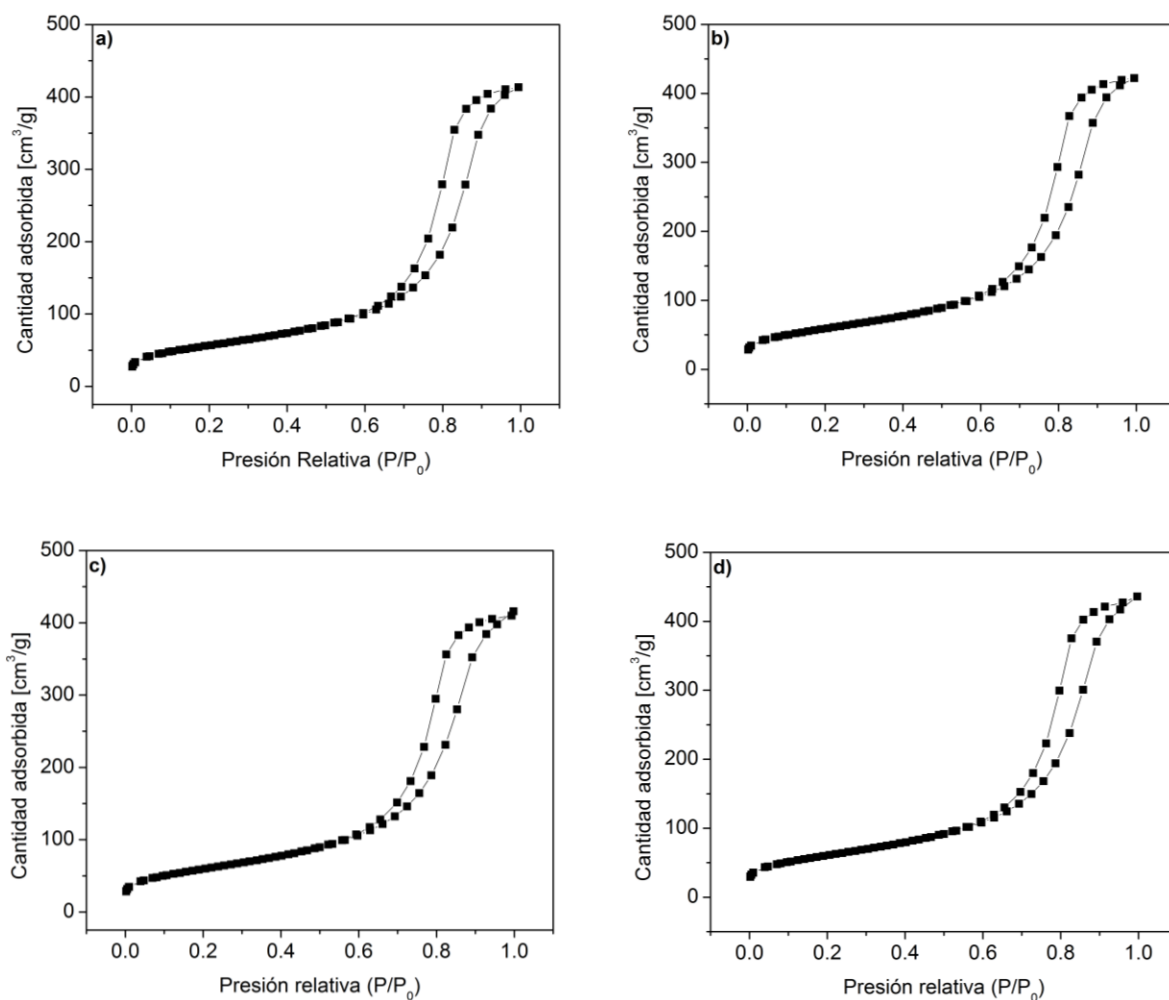 a)
500
400
300
200
100
0
Cantidad adsorbida [cm³/g]
0.0 0.2 0.4 0.6 0.8 1.0
Presión Relativa (P/P₀)
b)
500
400
300
200
100
0
Cantidad adsorbida [cm³/g]
0.0 0.2 0.4 0.6 0.8 1.0
Presión relativa (P/P₀)
c)
500
400
300
200
100
0
Cantidad adsorbida [cm³/g]
0.0 0.2 0.4 0.6 0.8 1.0
Presión relativa (P/P₀)
d)
500
400
300
200
100
0
Cantidad adsorbida [cm³/g]
0.0 0.2 0.4 0.6 0.8 1.0
Presión relativa (P/P₀)